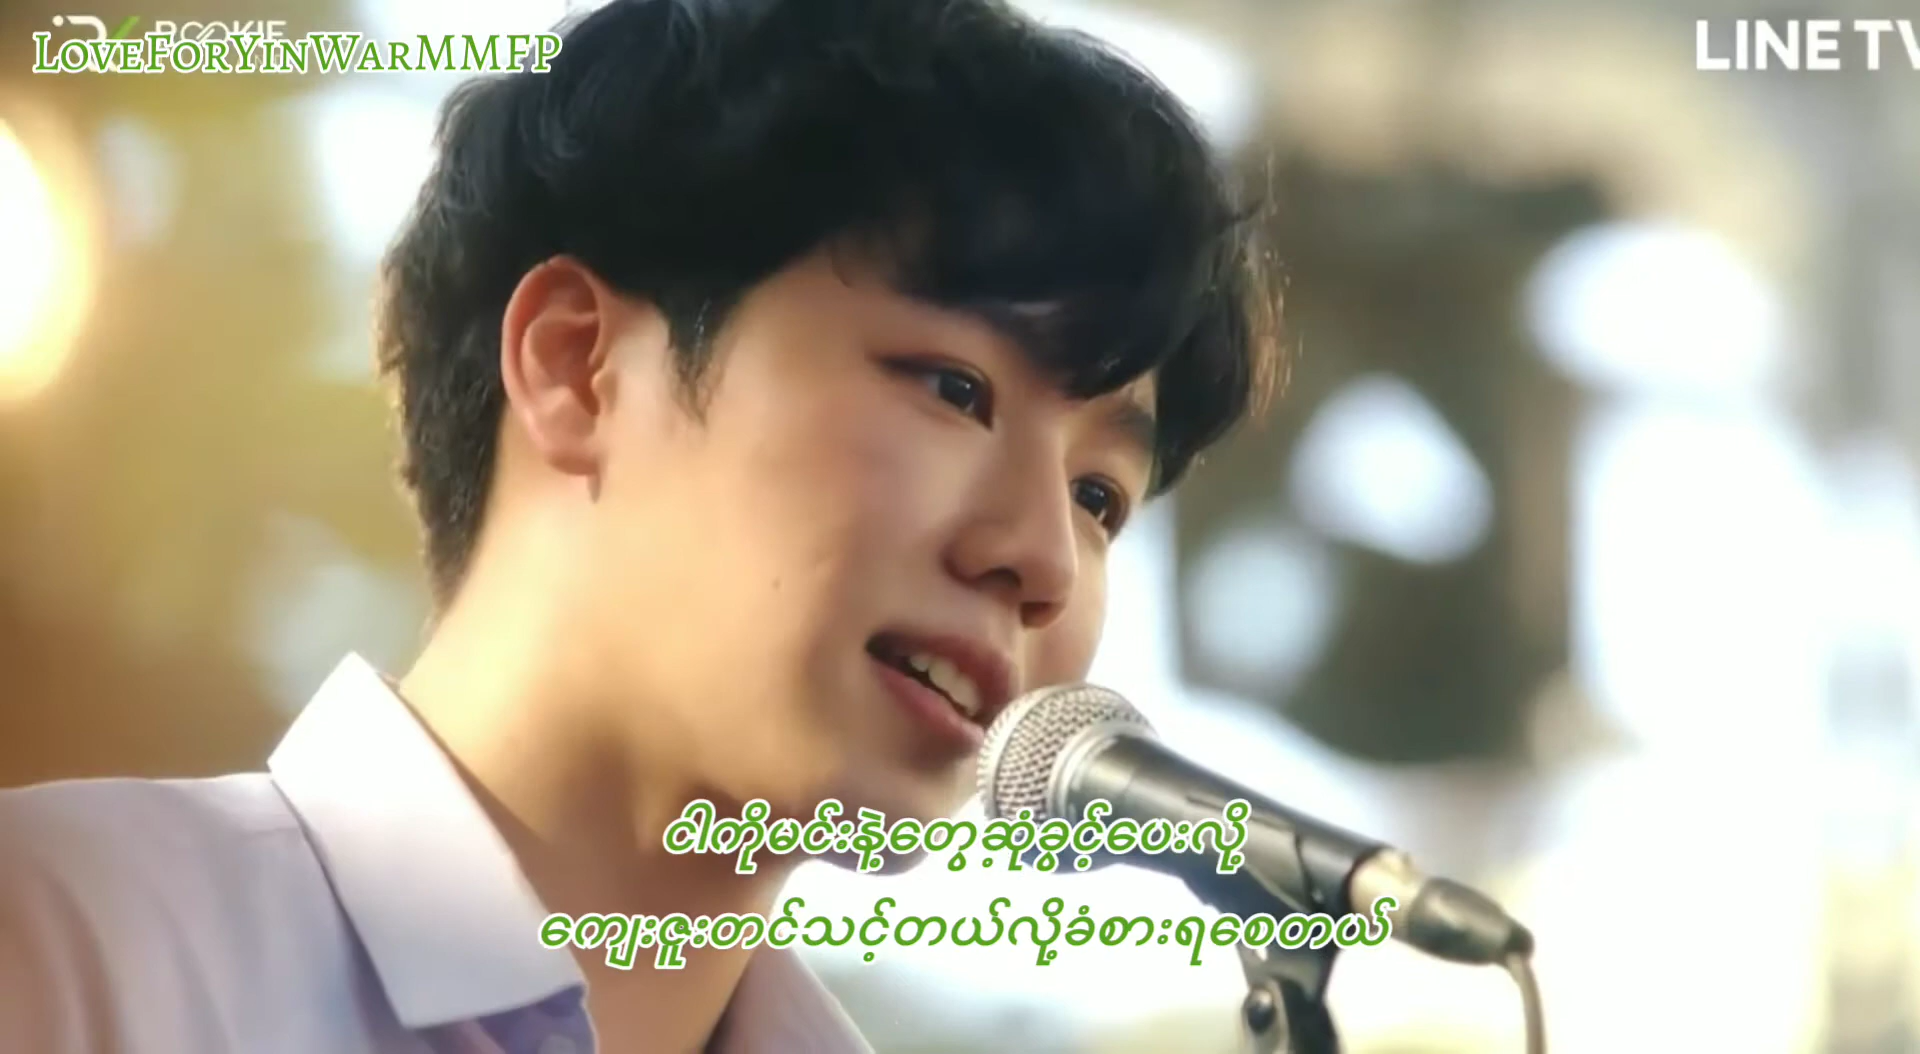 ROOKIE
LoveForYinWarMMFP
LINE TV
ငါကိုမင်းနဲ့တွေ့ဆုံခွင့်ပေးလို့
ကျေးဇူးတင်သင့်တယ်လို့ခံစားရစေတယ်